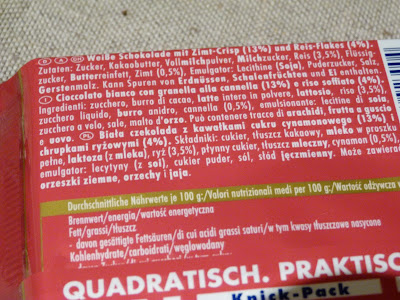 D A CH Weiße Schokolade mit Zimt-Crisp (13%) und Reis-Flakes (4%).
Zutaten: Zucker, Kakaobutter, Vollmilchpulver, Milchzucker, Reis (3,5%), Flüssig-
zucker, Butterreinfett, Zimt (0,5%), Emulgator: Lecithine (Soja), Puderzucker, Salz,
Gerstenmalz. Kann Spuren von Erdnüssen, Schalenfrüchten und Ei enthalten.
Cioccolato bianco con granella alla cannella (13%) e riso soffiato (4%).
Ingredienti: zucchero, burro di cacao, latte intero in polvere, lattosio, riso (3,5%),
zucchero liquido, burro anidro, cannella (0,5%), emulsionante: lecitina di soia,
zucchero a velo, sale, malto d'orzo. Può contenere tracce di arachidi, frutta a guscio
e uovo. PL Biała czekolada z kawałkami cukru cynamonowego (13%) i
chrupkami ryżowymi (4%). Składniki: cukier, tłuszcz kakaowy, mleko w proszku
pełne, laktoza (z mleka), ryż (3,5%), płynny cukier, tłuszcz mleczny, cynamon (0,5%),
emulgator: lecytyny (z soi), cukier puder, sól, słód jęczmienny. Może zawierać
orzeszki ziemne, orzechy i jaja.
Durchschnittliche Nährwerte je 100 g:/Valori nutrizionali medi per 100 g:/Wartość odżywcza w
Brennwert/energia/wartość energetyczna
Fett/grassi/tłuszcz
- davon gesättigte Fettsäuren/di cui acidi grassi saturi/w tym kwasy tłuszczowe nasycone
Kohlenhydrate/carboidrati/węglowodany
QUADRATISCH. PRAKTISC
Knick-Pack